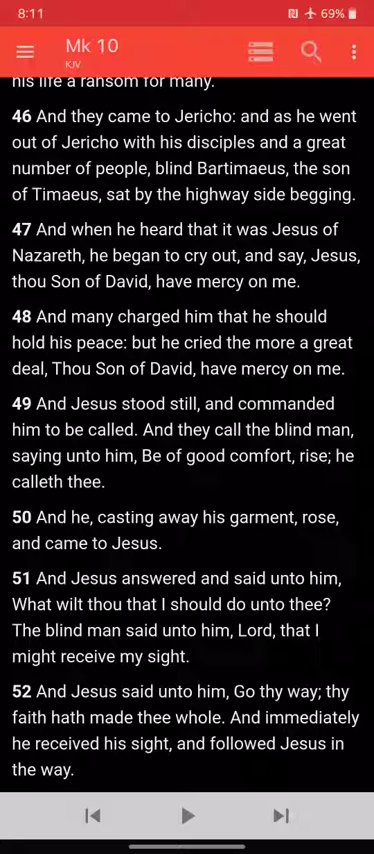 8:11
69%
Mk 10
KJV
his life a ransom for many.
46 And they came to Jericho: and as he went
out of Jericho with his disciples and a great
number of people, blind Bartimaeus, the son
of Timaeus, sat by the highway side begging.
47 And when he heard that it was Jesus of
Nazareth, he began to cry out, and say, Jesus,
thou Son of David, have mercy on me.
48 And many charged him that he should
hold his peace: but he cried the more a great
deal, Thou Son of David, have mercy on me.
49 And Jesus stood still, and commanded
him to be called. And they call the blind man,
saying unto him, Be of good comfort, rise; he
calleth thee.
50 And he, casting away his garment, rose,
and came to Jesus.
51 And Jesus answered and said unto him,
What wilt thou that I should do unto thee?
The blind man said unto him, Lord, that I
might receive my sight.
52 And Jesus said unto him, Go thy way; thy
faith hath made thee whole. And immediately
he received his sight, and followed Jesus in
the way.